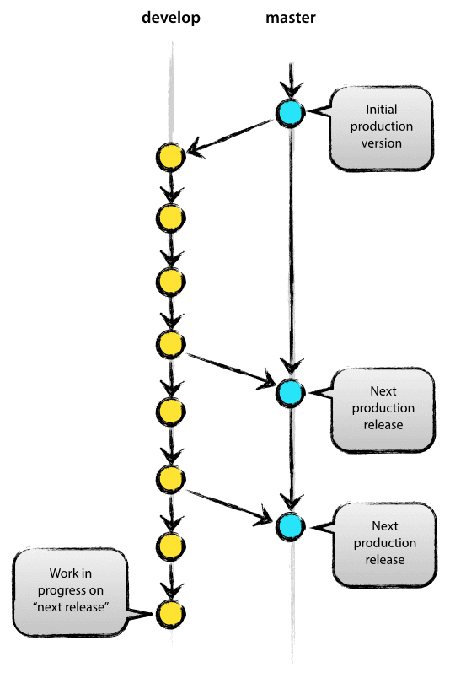 develop
master
Initial
production
version
Next
production
release
Next
production
release
Work in
progress on
“next release”